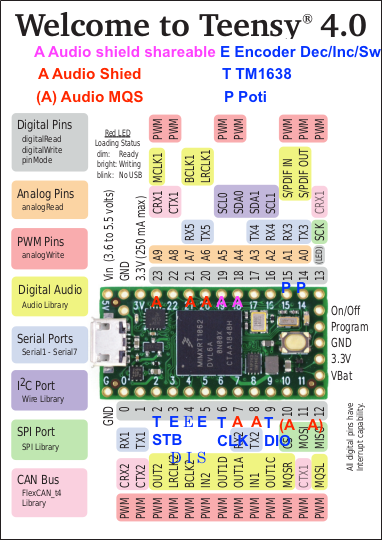 Welcome to Teensy® 4.0
A Audio shield shareable E Encoder Dec/Inc/Sw
A Audio Shied T TM1638
(A) Audio MQS P Poti
Digital Pins
digitalRead
digitalWrite
pinMode
Red LED
Loading Status
dim: Ready
bright: Writing
blink: No USB
PWM PWM PWM PWM PWM PWM PWM
MCLK1 BCLK1 LRCLK1 S/PDIF IN S/PDIF OUT
Analog Pins
analogRead
CRX1 CTX1 SCL0 SDA0 SDA1 SCL1 CRX1
PWM Pins
analogWrite
RX5 TX5 TX4 RX4 RX3 TX3 SCK
Vin (3.6 to 5.5 volts)
GND
3.3V (250 mA max)
A9 A8 A7 A6 A5 A4 A3 A2 A1 A0 (LED)
23 22 21 20 19 18 17 16 15 14 13
Digital Audio
Audio Library
P P
A A A A A
Serial Ports
Serial1 - Serial7
MIMXRT1062
DVL6A
On/Off
Program
GND
3.3V
VBat
I²C Port
Wire Library
SPI Port
SPI Library
GND 0 1 2 3 4 5 6 7 8 9 10 11 12
T E E E T A A T (A A)
RX1 TX1 STB CLK TX2 DIO CS MOSI MISO
D I S
CAN Bus
FlexCAN_t4
Library
CRX2 CTX2 OUT2 LRCLK2 BCLK2 IN2 OUT1D OUT1A IN1 OUT1C MQSR CTX1 MQSL
PWM PWM PWM PWM PWM PWM PWM PWM PWM PWM PWM PWM PWM
All digital pins have
Interrupt capability.